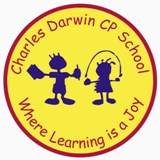 Charles Darwin CP School
Where Learning is a Joy